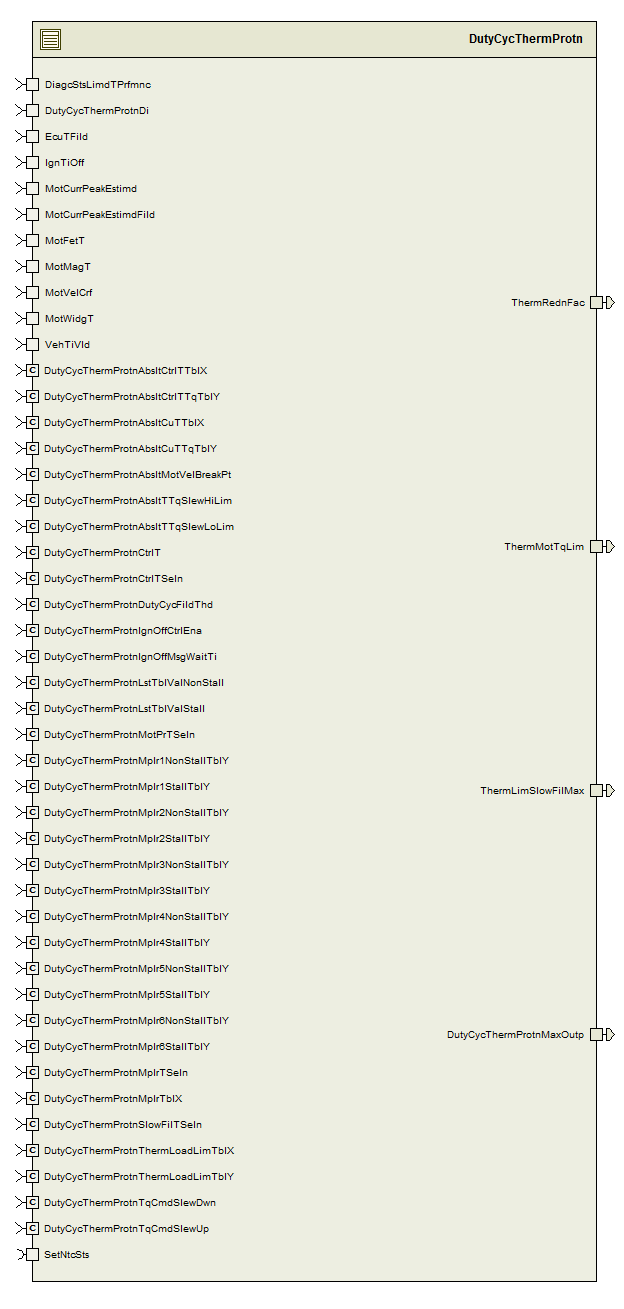 DutyCycThermProtn
DiagcStsLimdTPrfmnc
DutyCycThermProtnDi
EcuTFild
IgnTiOff
MotCurrPeakEstimd
MotCurrPeakEstimdFild
MotFetT
MotMagT
MotVelCrf
ThermRednFac
MotWidgT
VehTiVld
C DutyCycThermProtnAbsltCtrlTTblX
C DutyCycThermProtnAbsltCtrlTTqTblY
C DutyCycThermProtnAbsltCuTTblX
C DutyCycThermProtnAbsltCuTTqTblY
C DutyCycThermProtnAbsltMotVelBreakPt
C DutyCycThermProtnAbsltTTqSlewHiLim
C DutyCycThermProtnAbsltTTqSlewLoLim
ThermMotTqLim
C DutyCycThermProtnCtrlT
C DutyCycThermProtnCtrlTSeln
C DutyCycThermProtnDutyCycFildThd
C DutyCycThermProtnIgnOffCtrlEna
C DutyCycThermProtnIgnOffMsgWaitTi
C DutyCycThermProtnLstTblValNonStall
C DutyCycThermProtnLstTblValStall
C DutyCycThermProtnMotPrTSeln
C DutyCycThermProtnMplr1NonStallTblY
C DutyCycThermProtnMplr1StallTblY
ThermLimSlowFilMax
C DutyCycThermProtnMplr2NonStallTblY
C DutyCycThermProtnMplr2StallTblY
C DutyCycThermProtnMplr3NonStallTblY
C DutyCycThermProtnMplr3StallTblY
C DutyCycThermProtnMplr4NonStallTblY
C DutyCycThermProtnMplr4StallTblY
C DutyCycThermProtnMplr5NonStallTblY
C DutyCycThermProtnMplr5StallTblY
C DutyCycThermProtnMplr6NonStallTblY
DutyCycThermProtnMaxOutp
C DutyCycThermProtnMplr6StallTblY
C DutyCycThermProtnMplrTSeln
C DutyCycThermProtnMplrTblX
C DutyCycThermProtnSlowFilTSeln
C DutyCycThermProtnThermLoadLimTblX
C DutyCycThermProtnThermLoadLimTblY
C DutyCycThermProtnTqCmdSlewDwn
C DutyCycThermProtnTqCmdSlewUp
SetNtcSts